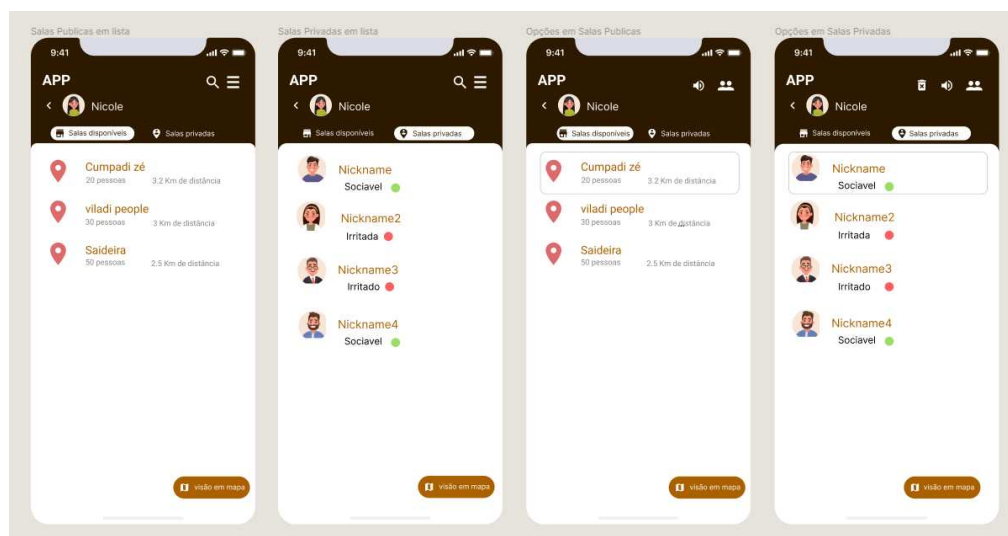 Salas Publicas em lista
9:41
APP
Nicole
Salas disponíveis
Salas privadas
Cumpadi zé
20 pessoas
3.2 Km de distância
viladi people
30 pessoas
3 Km de distância
Saideira
50 pessoas
2.5 Km de distância
visão em mapa
Salas Privadas em lista
9:41
APP
Nicole
Salas disponíveis
Salas privadas
Nickname
Sociavel
Nickname2
Irritada
Nickname3
Irritado
Nickname4
Sociavel
visão em mapa
Opções em Salas Publicas
9:41
APP
Nicole
Salas disponíveis
Salas privadas
Cumpadi zé
20 pessoas
3.2 Km de distância
viladi people
30 pessoas
3 Km de distância
Saideira
50 pessoas
2.5 Km de distância
visão em mapa
Opções em Salas Privadas
9:41
APP
Nicole
Salas disponíveis
Salas privadas
Nickname
Sociavel
Nickname2
Irritada
Nickname3
Irritado
Nickname4
Sociavel
visão em mapa